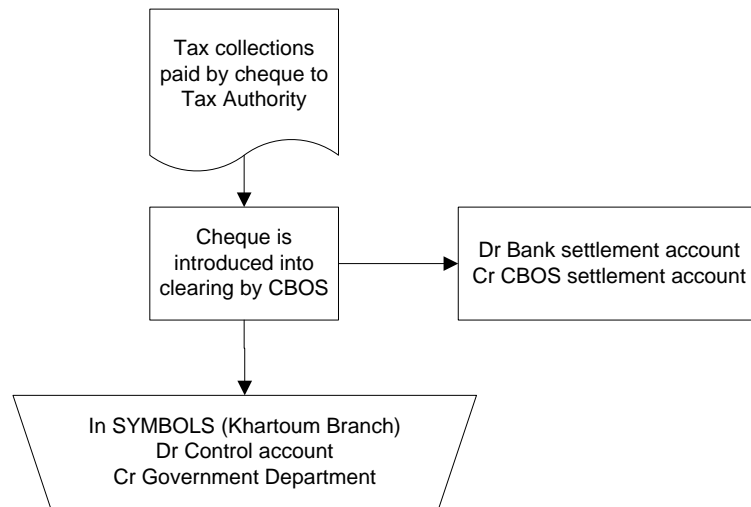 Tax collections
paid by cheque to
Tax Authority
Cheque is
introduced into
clearing by CBOS
Dr Bank settlement account
Cr CBOS settlement account
In SYMBOLS (Khartoum Branch)
Dr Control account
Cr Government Department